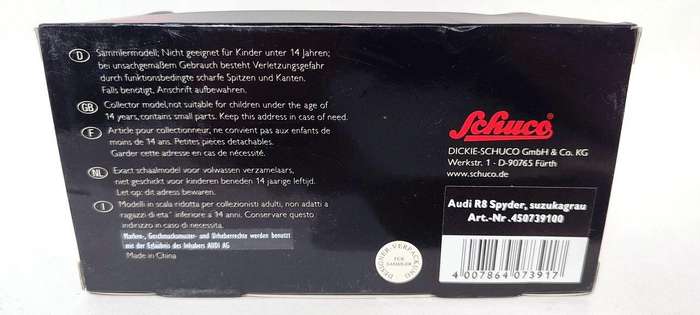 D
Sammlermodell; Nicht geeignet für Kinder unter 14 Jahren;
bei unsachgemäßem Gebrauch besteht Verletzungsgefahr
durch funktionsbedingte scharfe Spitzen und Kanten.
Falls benötigt, Anschrift aufbewahren.
GB
Collector model,not suitable for children under the age of
14 years,contains small parts. Keep this address in case of need.
F
Article pour collectionneur, ne convient pas aux enfants de
moins de 14 an. Petites pieces detachables.
Garder cette adresse en cas de nécessité.
NL
Exact schaalmodel voor volwassen verzamelaars,
niet geschickt voor kinderen beneden 14 jaarige leftijd.
Let op: dit adress bewaren.
I
Modelli in scala ridotta per collezionisti adulti, non adatti a
ragazzi di eta' inferiore a 14 anni. Conservare questo
indirizzo in caso di necessita.
Marken-, Geschmacksmuster- und Urheberrechte werden benutzt
mit der Erlaubnis des Inhabers AUDI AG
Made in China
Schuco
DICKIE-SCHUCO GmbH & Co. KG
Werkstr. 1 - D-90765 Fürth
www.schuco.de
Audi R8 Spyder, suzukagrau
Art.-Nr.450739100
4 007864 073917
DESIGNER-VERPACKUNG
FÜR
SAMMLER